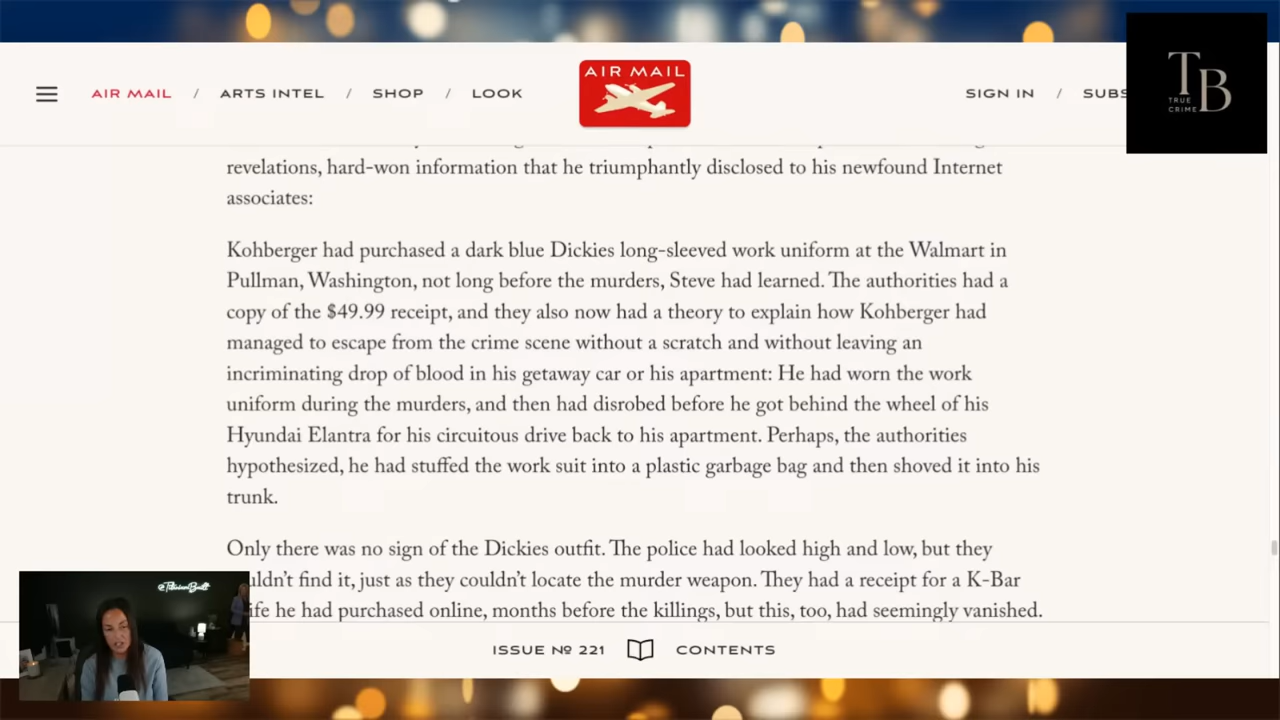 AIR MAIL / ARTS INTEL / SHOP / LOOK
AIR MAIL
SIGN IN / SUBS
TB
TRUE
CRIME
revelations, hard-won information that he triumphantly disclosed to his newfound Internet
associates:
Kohberger had purchased a dark blue Dickies long-sleeved work uniform at the Walmart in
Pullman, Washington, not long before the murders, Steve had learned. The authorities had a
copy of the $49.99 receipt, and they also now had a theory to explain how Kohberger had
managed to escape from the crime scene without a scratch and without leaving an
incriminating drop of blood in his getaway car or his apartment: He had worn the work
uniform during the murders, and then had disrobed before he got behind the wheel of his
Hyundai Elantra for his circuitous drive back to his apartment. Perhaps, the authorities
hypothesized, he had stuffed the work suit into a plastic garbage bag and then shoved it into his
trunk.
Only there was no sign of the Dickies outfit. The police had looked high and low, but they
uldn't find it, just as they couldn't locate the murder weapon. They had a receipt for a K-Bar
ife he had purchased online, months before the killings, but this, too, had seemingly vanished.
ISSUE № 221 CONTENTS